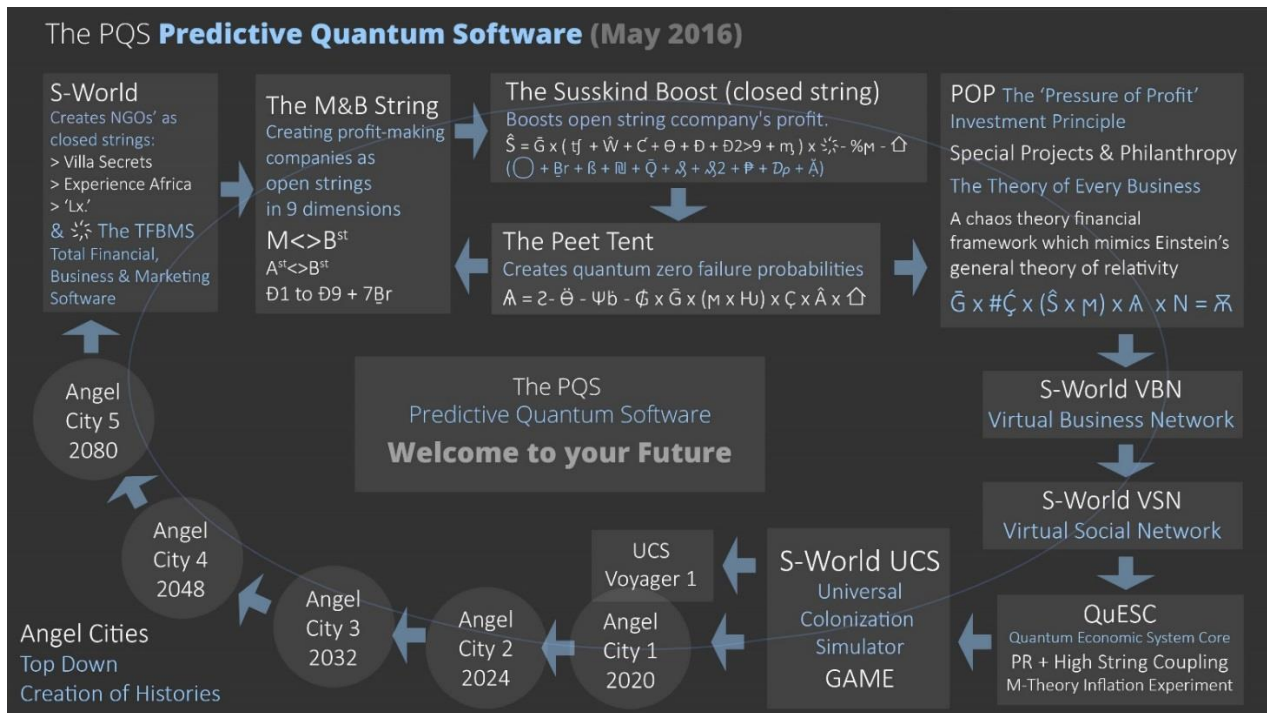 The PQS Predictive Quantum Software (May 2016)
S-World
Creates NGOs' as
closed strings:
> Villa Secrets
> Experience Africa
> 'Lx.'
& The TFBMS
Total Financial,
Business & Marketing
Software
The M&B String
Creating profit-making
companies as
open strings
in 9 dimensions
M<>Bˢᵗ
Aˢᵗ<>Bˢᵗ
Ð1 to Ð9 + 7Ḇr
The Susskind Boost (closed string)
Boosts open string ccompany's profit.
The Peet Tent
Creates quantum zero failure probabilities
POP The 'Pressure of Profit'
Investment Principle
Special Projects & Philanthropy
The Theory of Every Business
A chaos theory financial
framework which mimics Einstein's
general theory of relativity
S-World VBN
Virtual Business Network
S-World VSN
Virtual Social Network
QuESC
Quantum Economic System Core
PR + High String Coupling
M-Theory Inflation Experiment
S-World UCS
Universal
Colonization
Simulator
GAME
UCS
Voyager 1
Angel
City 1
2020
Angel
City 2
2024
Angel
City 3
2032
Angel
City 4
2048
Angel
City 5
2080
Angel Cities
Top Down
Creation of Histories
The PQS
Predictive Quantum Software
Welcome to your Future